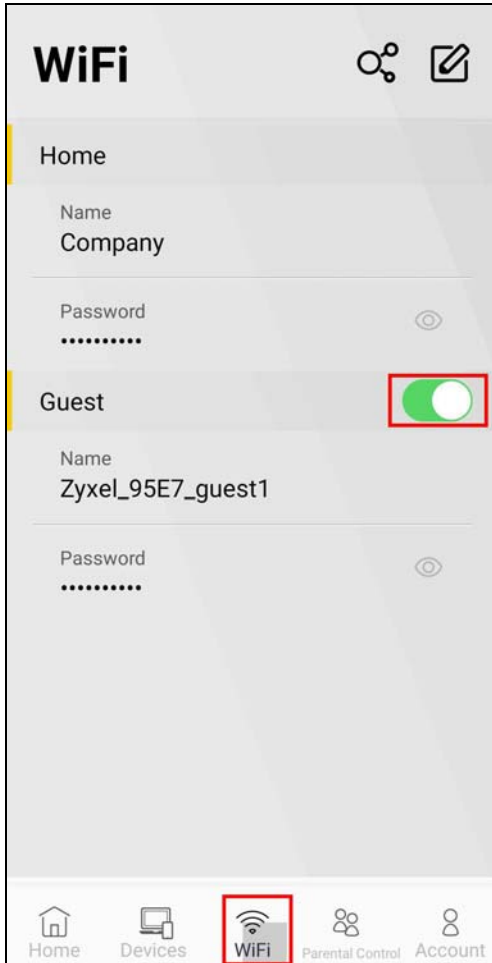 WiFi
Home
Name
Company
Password
••••••••••
Guest
Name
Zyxel_95E7_guest1
Password
••••••••••
Home Devices WiFi Parental Control Account